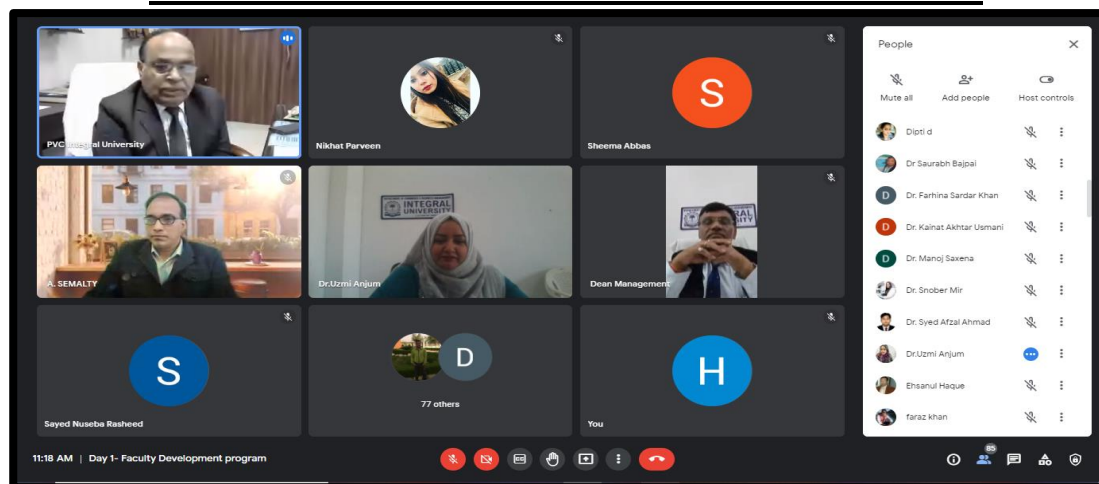 PVC Integral University
Nikhat Parveen
S
Sheema Abbas
A. SEMALTY
INTEGRAL
UNIVERSITY
Dr.Uzmi Anjum
Dean Management
S
Sayed Nuseba Rasheed
D
77 others
H
You
People
Mute all
Add people
Host controls
Dipti d
Dr Saurabh Bajpai
D
Dr. Farhina Sardar Khan
D
Dr. Kainat Akhtar Usmani
D
Dr. Manoj Saxena
Dr. Snober Mir
Dr. Syed Afzal Ahmad
Dr.Uzmi Anjum
Ehsanul Haque
faraz khan
11:18 AM | Day 1- Faculty Development program
85